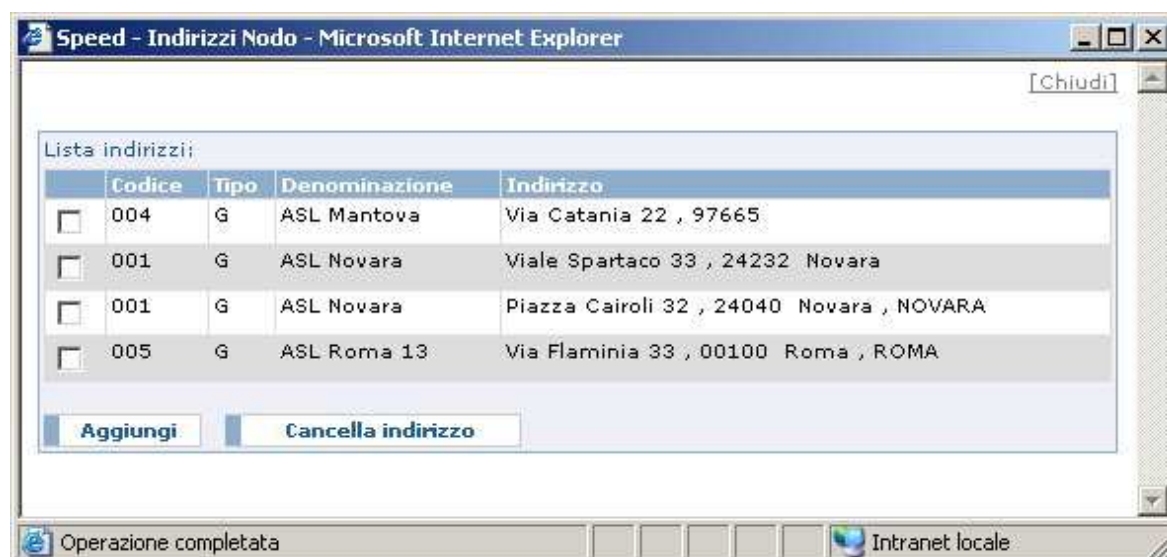 Speed - Indirizzi Nodo - Microsoft Internet Explorer
[Chiudi]
Lista indirizzi:
Codice Tipo Denominazione Indirizzo
004 G ASL Mantova Via Catania 22 , 97665
001 G ASL Novara Viale Spartaco 33 , 24232 Novara
001 G ASL Novara Piazza Cairoli 32 , 24040 Novara , NOVARA
005 G ASL Roma 13 Via Flaminia 33 , 00100 Roma , ROMA
Aggiungi Cancella indirizzo
Operazione completata Intranet locale